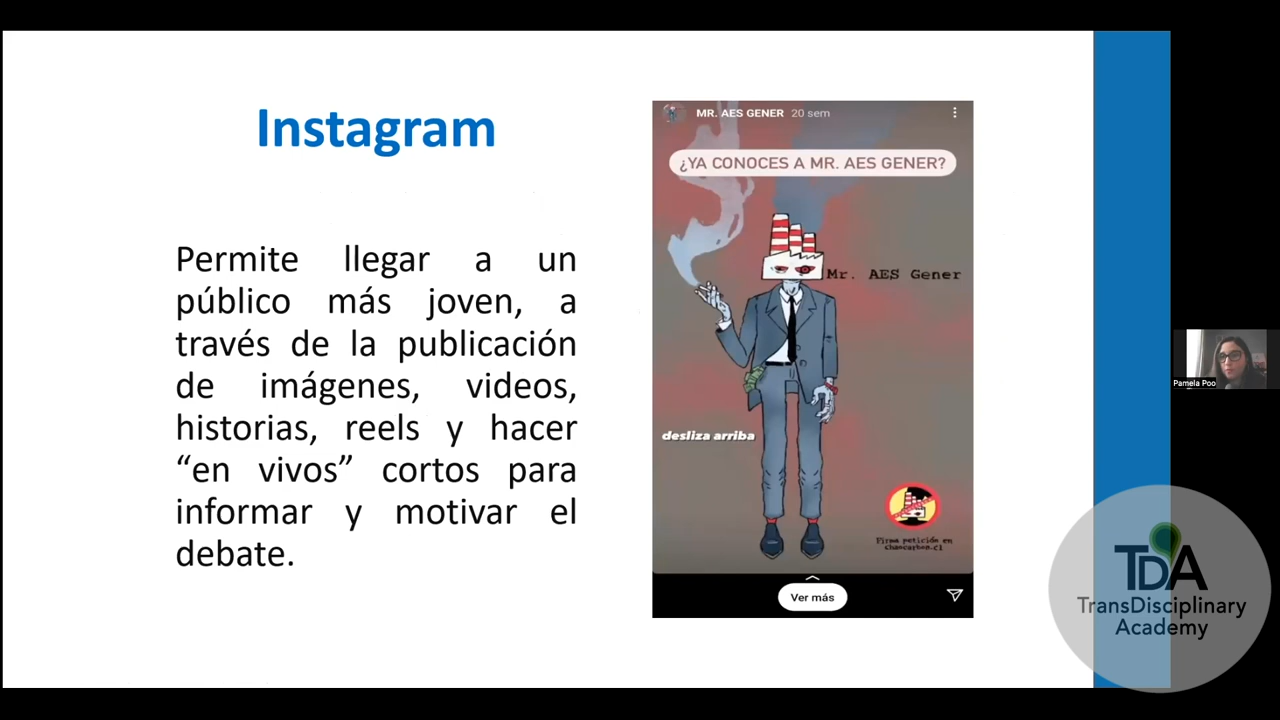 Instagram
Permite llegar a un
público más joven, a
través de la publicación
de imágenes, videos,
historias, reels y hacer
“en vivos” cortos para
informar y motivar el
debate.
MR. AES GENER 20 sem
¿YA CONOCES A MR. AES GENER?
Mr. AES Gener
desliza arriba
Firma petición en
chaocarbon.cl
Ver más
Pamela Poo
TDA
TransDisciplinary
Academy